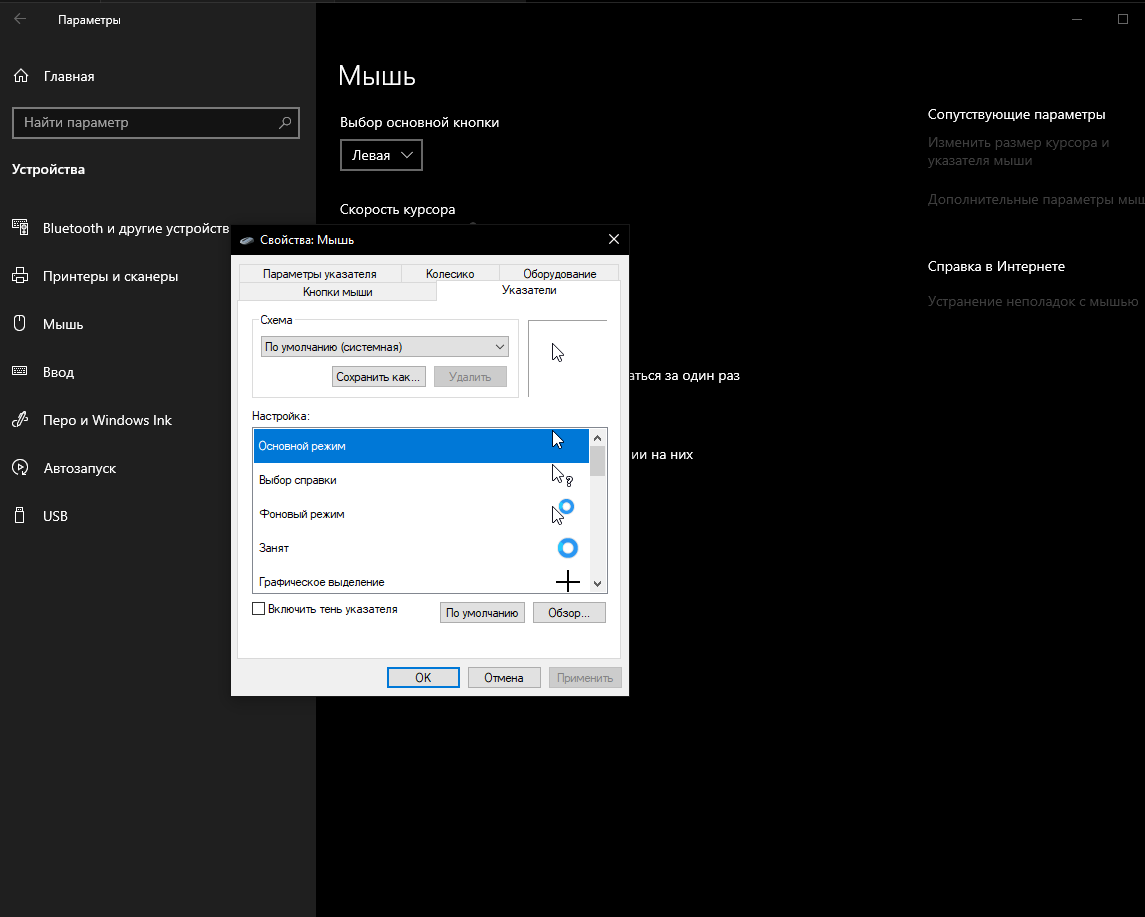 Параметры
Главная
Найти параметр
Устройства
Bluetooth и другие устройств
Принтеры и сканеры
Мышь
Ввод
Перо и Windows Ink
Автозапуск
USB
Мышь
Выбор основной кнопки
Левая
Скорость курсора
аться за один раз
ии на них
Сопутствующие параметры
Изменить размер курсора и
указателя мыши
Дополнительные параметры мыш
Справка в Интернете
Устранение неполадок с мышью
Свойства: Мышь
Параметры указателя
Колесико
Оборудование
Кнопки мыши
Указатели
Схема
По умолчанию (системная)
Сохранить как...
Удалить
Настройка:
Основной режим
Выбор справки
Фоновый режим
Занят
Графическое выделение
Включить тень указателя
По умолчанию
Обзор...
OK
Отмена
Применить